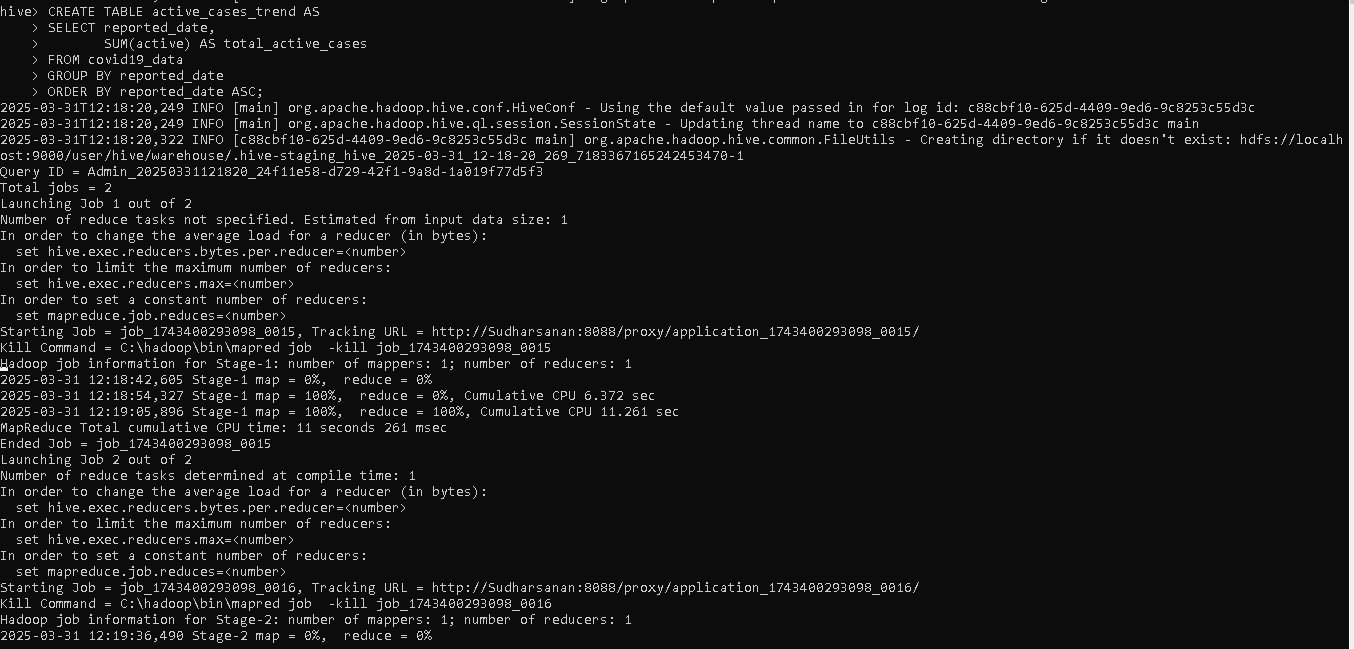 hive> CREATE TABLE active_cases_trend AS
    > SELECT reported_date,
    >        SUM(active) AS total_active_cases
    > FROM covid19_data
    > GROUP BY reported_date
    > ORDER BY reported_date ASC;
2025-03-31T12:18:20,249 INFO [main] org.apache.hadoop.hive.conf.HiveConf - Using the default value passed in for log id: c88cbf10-625d-4409-9ed6-9c8253c55d3c
2025-03-31T12:18:20,249 INFO [main] org.apache.hadoop.hive.ql.session.SessionState - Updating thread name to c88cbf10-625d-4409-9ed6-9c8253c55d3c main
2025-03-31T12:18:20,322 INFO [c88cbf10-625d-4409-9ed6-9c8253c55d3c main] org.apache.hadoop.hive.common.FileUtils - Creating directory if it doesn't exist: hdfs://localh
ost:9000/user/hive/warehouse/.hive-staging_hive_2025-03-31_12-18-20_269_7183367165242453470-1
Query ID = Admin_20250331121820_24f11e58-d729-42f1-9a8d-1a019f77d5f3
Total jobs = 2
Launching Job 1 out of 2
Number of reduce tasks not specified. Estimated from input data size: 1
In order to change the average load for a reducer (in bytes):
  set hive.exec.reducers.bytes.per.reducer=<number>
In order to limit the maximum number of reducers:
  set hive.exec.reducers.max=<number>
In order to set a constant number of reducers:
  set mapreduce.job.reduces=<number>
Starting Job = job_1743400293098_0015, Tracking URL = http://Sudharsanan:8088/proxy/application_1743400293098_0015/
Kill Command = C:\hadoop\bin\mapred job  -kill job_1743400293098_0015
Hadoop job information for Stage-1: number of mappers: 1; number of reducers: 1
2025-03-31 12:18:42,605 Stage-1 map = 0%,  reduce = 0%
2025-03-31 12:18:54,327 Stage-1 map = 100%,  reduce = 0%, Cumulative CPU 6.372 sec
2025-03-31 12:19:05,896 Stage-1 map = 100%,  reduce = 100%, Cumulative CPU 11.261 sec
MapReduce Total cumulative CPU time: 11 seconds 261 msec
Ended Job = job_1743400293098_0015
Launching Job 2 out of 2
Number of reduce tasks determined at compile time: 1
In order to change the average load for a reducer (in bytes):
  set hive.exec.reducers.bytes.per.reducer=<number>
In order to limit the maximum number of reducers:
  set hive.exec.reducers.max=<number>
In order to set a constant number of reducers:
  set mapreduce.job.reduces=<number>
Starting Job = job_1743400293098_0016, Tracking URL = http://Sudharsanan:8088/proxy/application_1743400293098_0016/
Kill Command = C:\hadoop\bin\mapred job  -kill job_1743400293098_0016
Hadoop job information for Stage-2: number of mappers: 1; number of reducers: 1
2025-03-31 12:19:36,490 Stage-2 map = 0%,  reduce = 0%